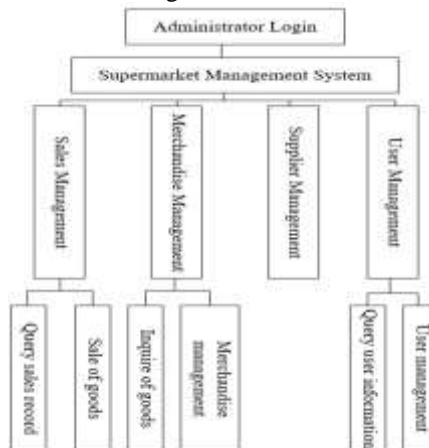 Administrator Login
Supermarket Management System
Sales Management
Merchandise Management
Supplier Management
User Management
Query sales record
Sale of goods
Inquire of goods
Merchandise
management
Query user information
User management